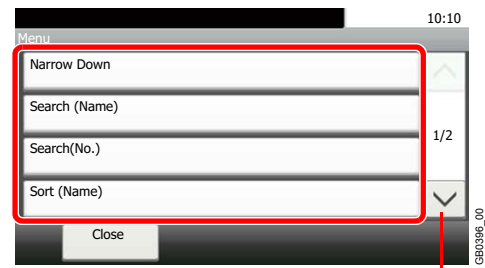 10:10
Menu
Narrow Down
Search (Name)
Search(No.)
1/2
Sort (Name)
Close
GB0396_00